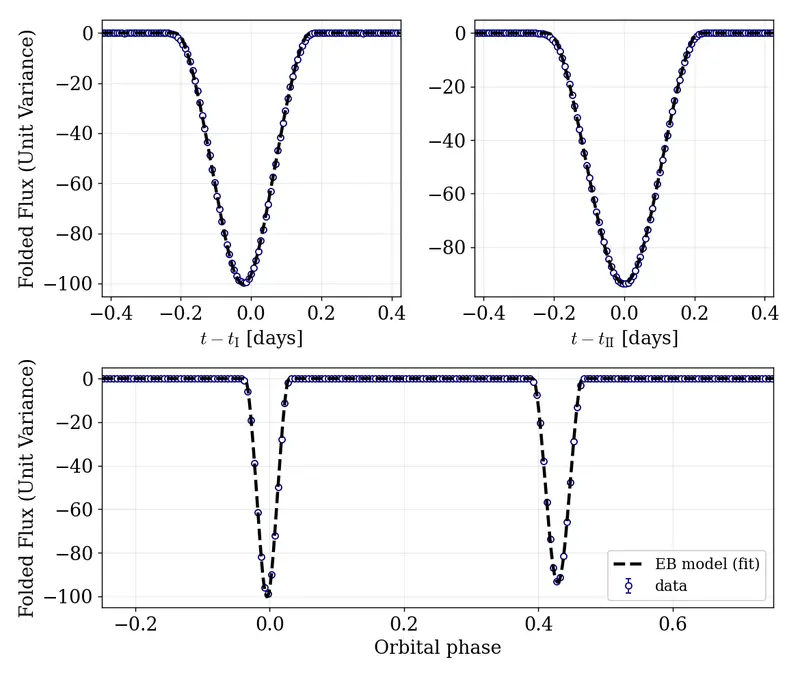 0
−20
−40
−60
−80
−100
Folded Flux (Unit Variance)
−0.4 −0.2 0.0 0.2 0.4
t − tI [days]
0
−20
−40
−60
−80
−0.4 −0.2 0.0 0.2 0.4
t − tII [days]
0
−20
−40
−60
−80
−100
Folded Flux (Unit Variance)
EB model (fit)
data
−0.2 0.0 0.2 0.4 0.6
Orbital phase